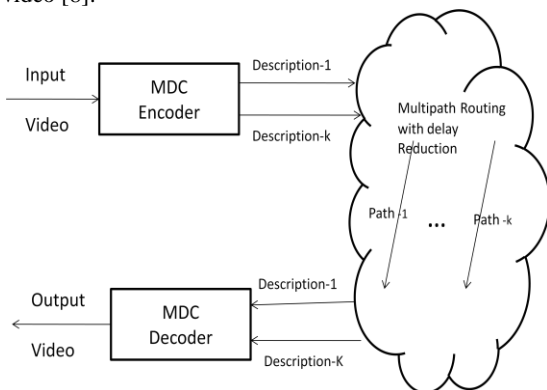 video [8].
Input
Video
MDC
Encoder
Description-1
Description-k
Multipath Routing
with delay
Reduction
Path -1
...
Path -k
Output
Video
MDC
Decoder
Description-1
Description-K